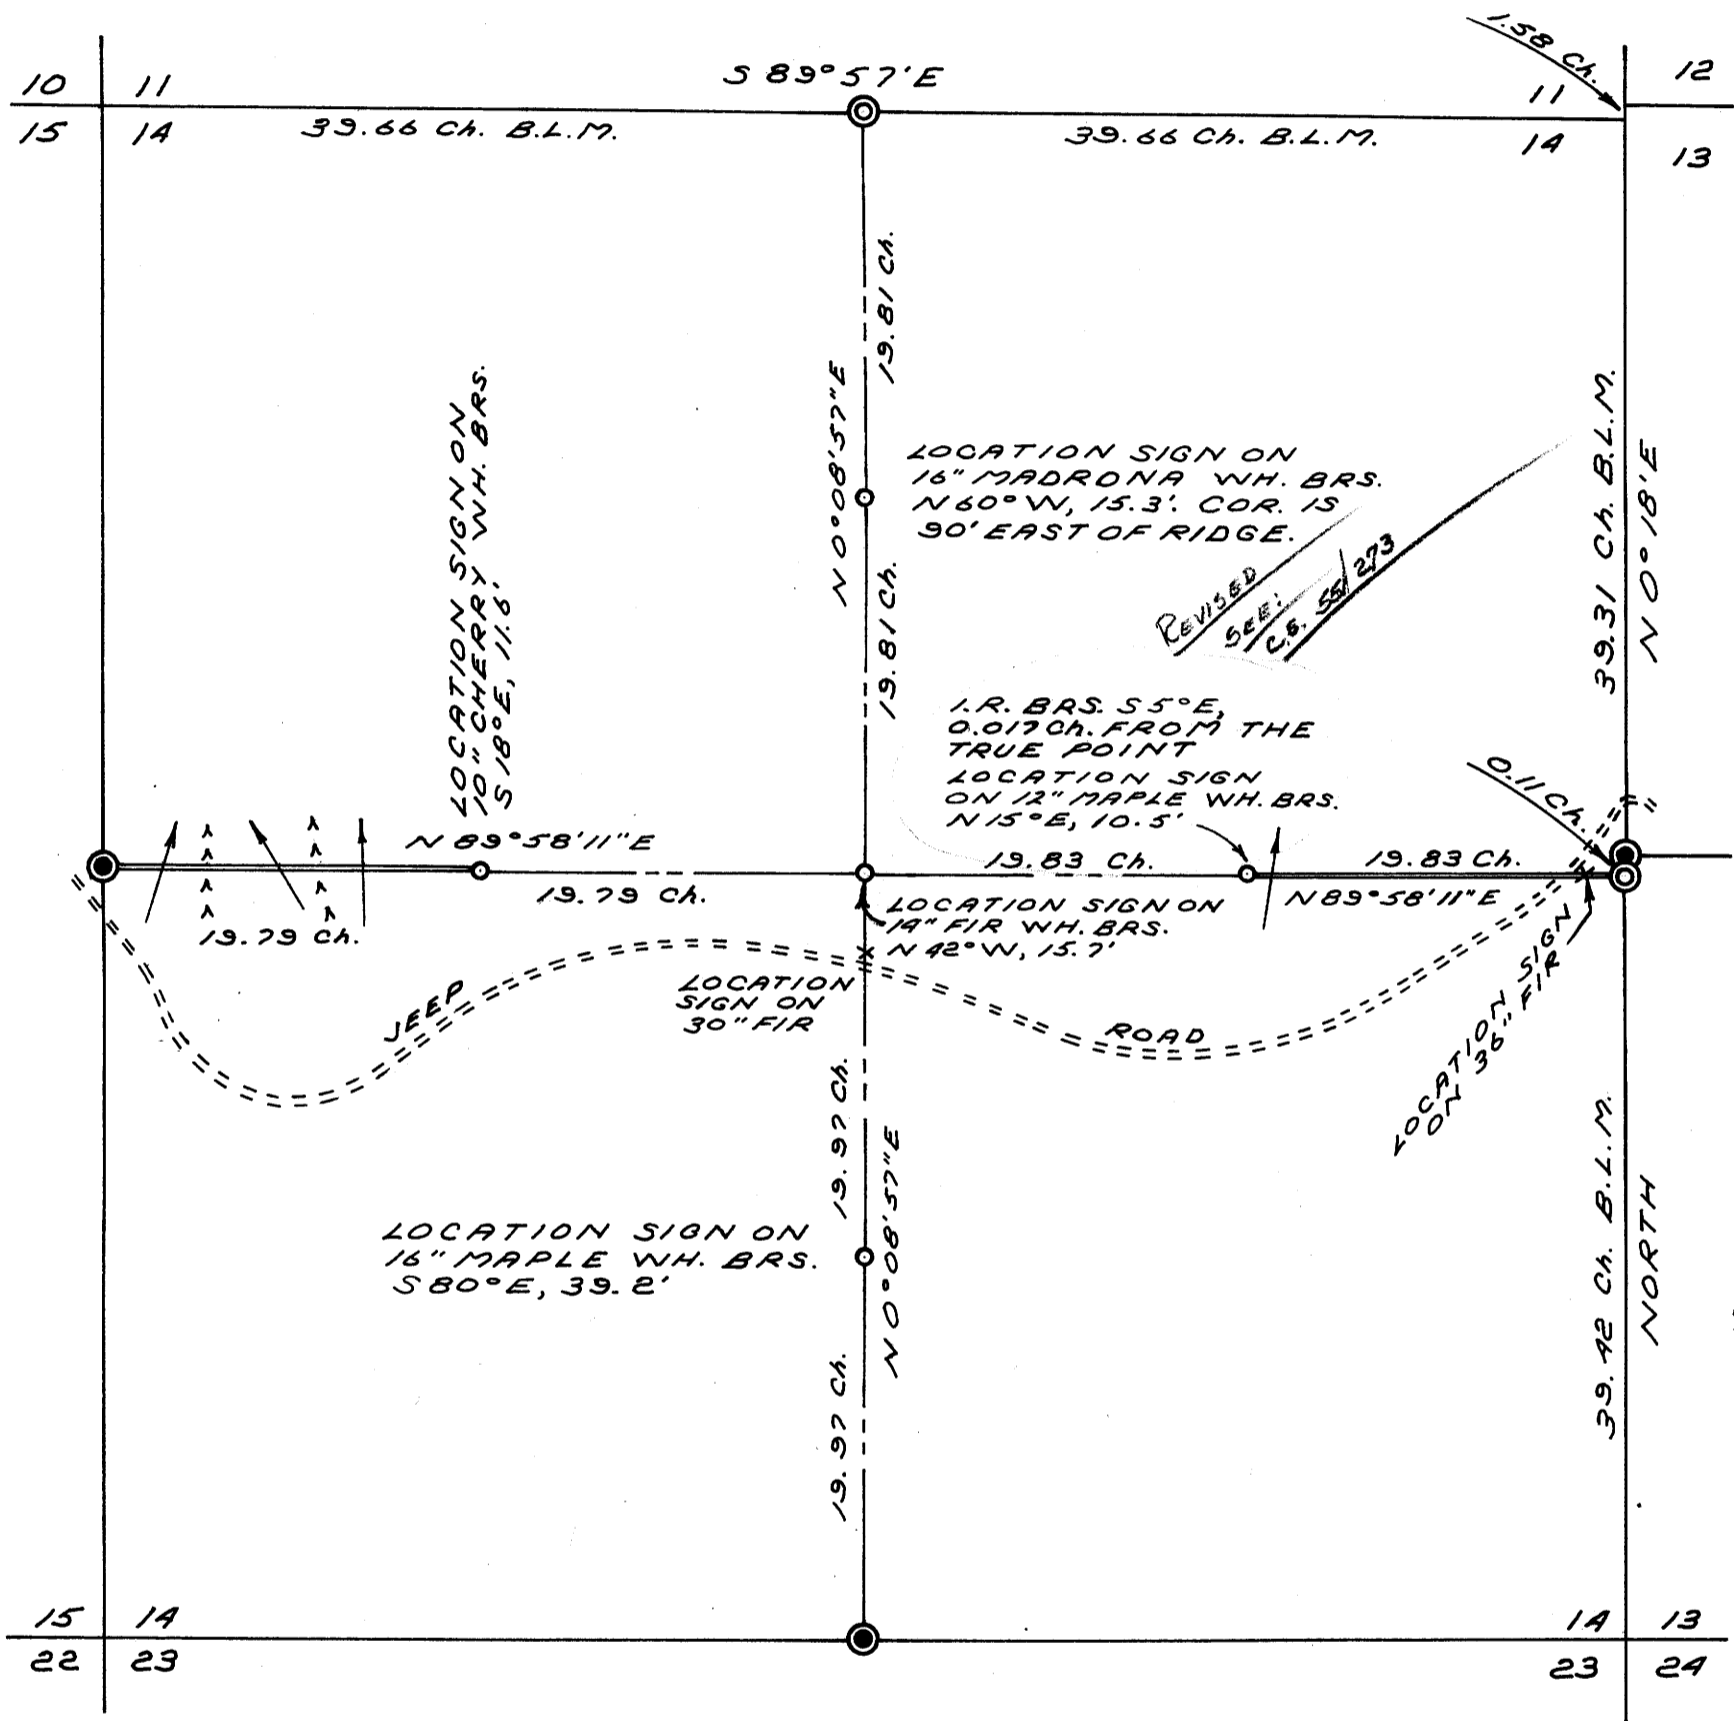 1.58 Ch.
10
11
S 89°57'E
11
12
15
14
39.66 Ch. B.L.M.
39.66 Ch. B.L.M.
14
13
19.81 Ch.
N 0°08'57"E
19.81 Ch.
LOCATION SIGN ON
10" CHERRY WH. BRS.
S 18°E, 11.6'
LOCATION SIGN ON
16" MADRONA WH. BRS.
N 60° W, 15.3'. COR. IS
90' EAST OF RIDGE.
REVISED
SEE:
C.S. 55/273
39.31 Ch. B.L.M.
N 0°18'E
I.R. BRS. S 5°E,
0.017 Ch. FROM THE
TRUE POINT
LOCATION SIGN
ON 12" MAPLE WH. BRS.
N 15°E, 10.5'
0.11 Ch.
N 89°58'11"E
19.83 Ch.
19.83 Ch.
19.79 Ch.
N 89°58'11"E
19.79 Ch.
LOCATION SIGN ON
14" FIR WH. BRS.
N 42° W, 15.7'
LOCATION
SIGN ON
30" FIR
JEEP
ROAD
LOCATION SIGN
ON 36" FIR
19.97 Ch.
N 0°08'57"E
LOCATION SIGN ON
16" MAPLE WH. BRS.
S 80°E, 39.2'
39.42 Ch. B.L.M.
NORTH
19.97 Ch.
15
14
14
13
22
23
23
24